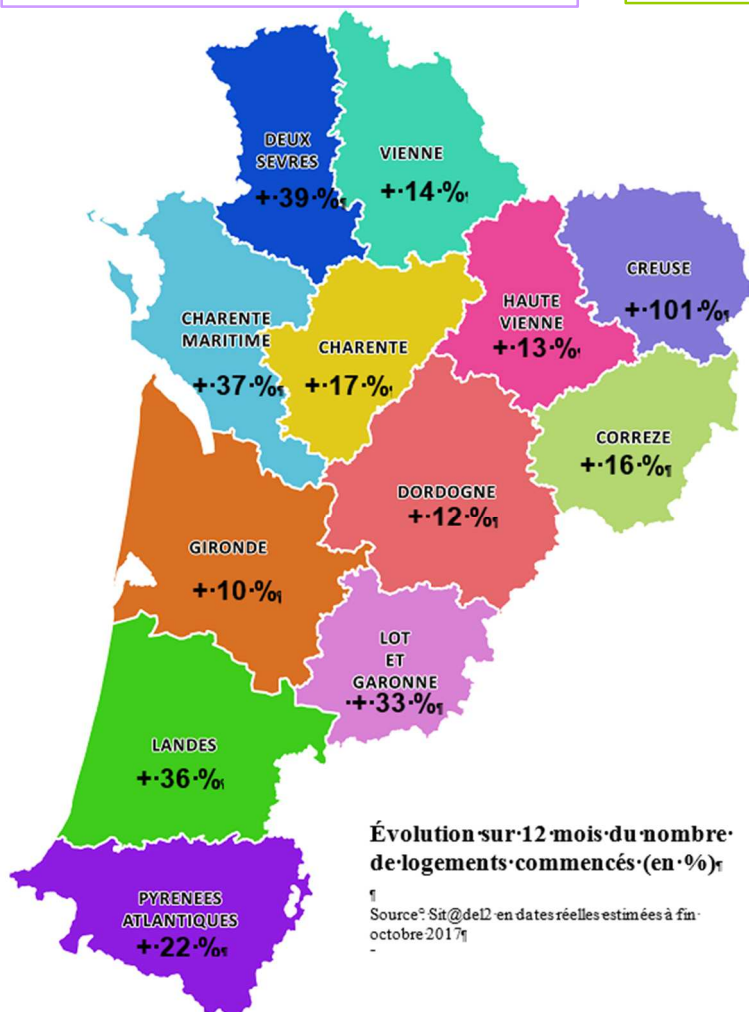 DEUX
SEVRES
+·39·%¶
VIENNE
+·14·%¶
CREUSE
+·101·%¶
HAUTE
VIENNE
+·13·%¶
CHARENTE
MARITIME
+·37·%¶
CHARENTE
+·17·%¶
CORREZE
+·16·%¶
DORDOGNE
+·12·%¶
GIRONDE
+·10·%¶
LOT
ET
GARONNE
·+·33·%¶
LANDES
+·36·%¶
PYRENEES
ATLANTIQUES
+·22·%¶
Évolution·sur·12·mois·du·nombre·
de·logements·commencés·(en·%)¶
¶
Source°:·Sit@del2·en·dates·réelles·estimées·à·fin·
octobre·2017¶
-